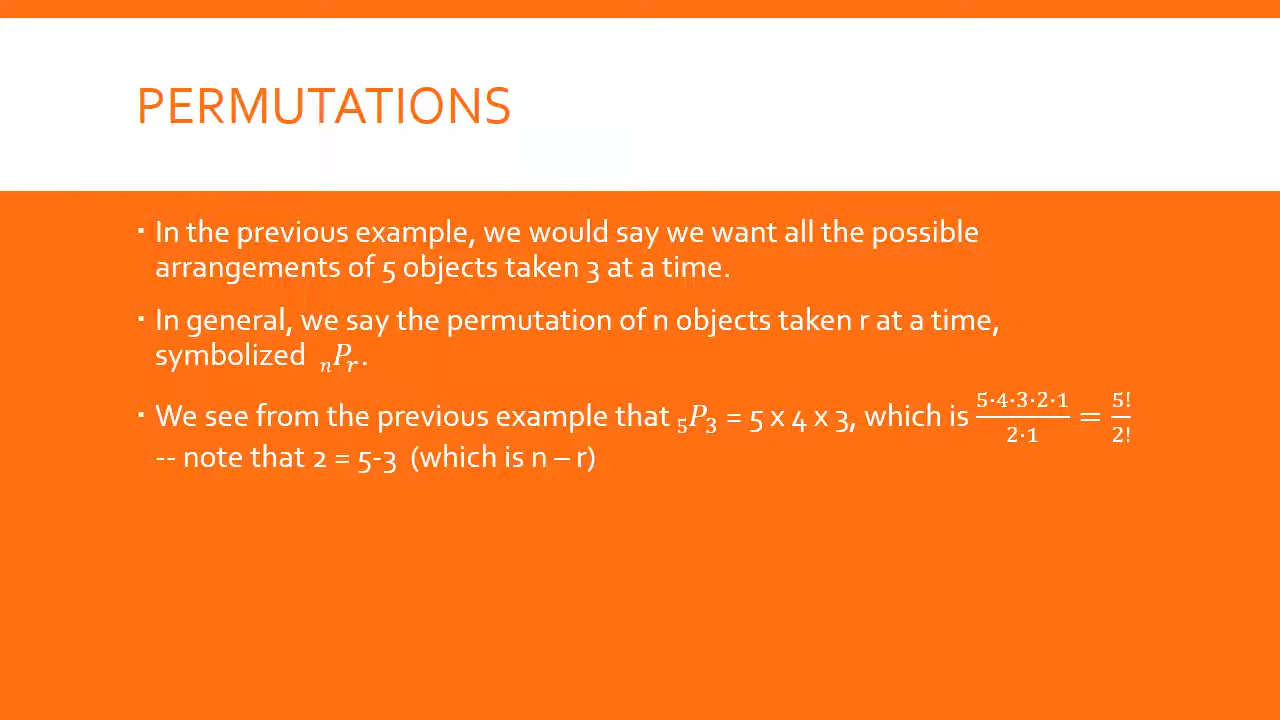 PERMUTATIONS
▪ In the previous example, we would say we want all the possible
arrangements of 5 objects taken 3 at a time.
▪ In general, we say the permutation of n objects taken r at a time,
symbolized ₙPᵣ.
▪ We see from the previous example that ₅P₃ = 5 x 4 x 3, which is 5·4·3·2·1/2·1 = 5!/2!
-- note that 2 = 5-3 (which is n – r)